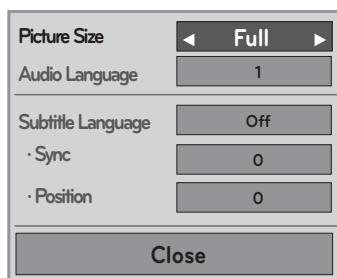 Picture Size ◀ Full ▶
Audio Language 1
Subtitle Language Off
· Sync 0
· Position 0
Close